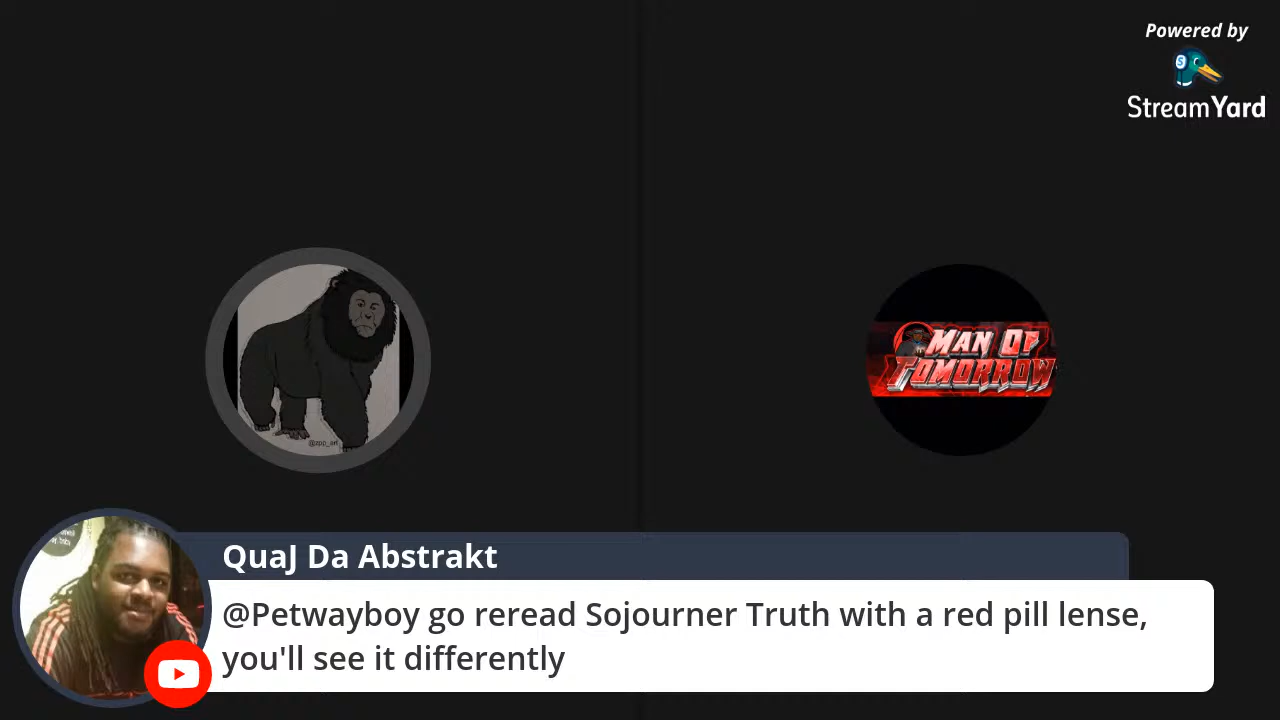 Powered by
StreamYard
MAN OF
TOMORROW
@zpp_art
QuaJ Da Abstrakt
@Petwayboy go reread Sojourner Truth with a red pill lense,
you'll see it differently